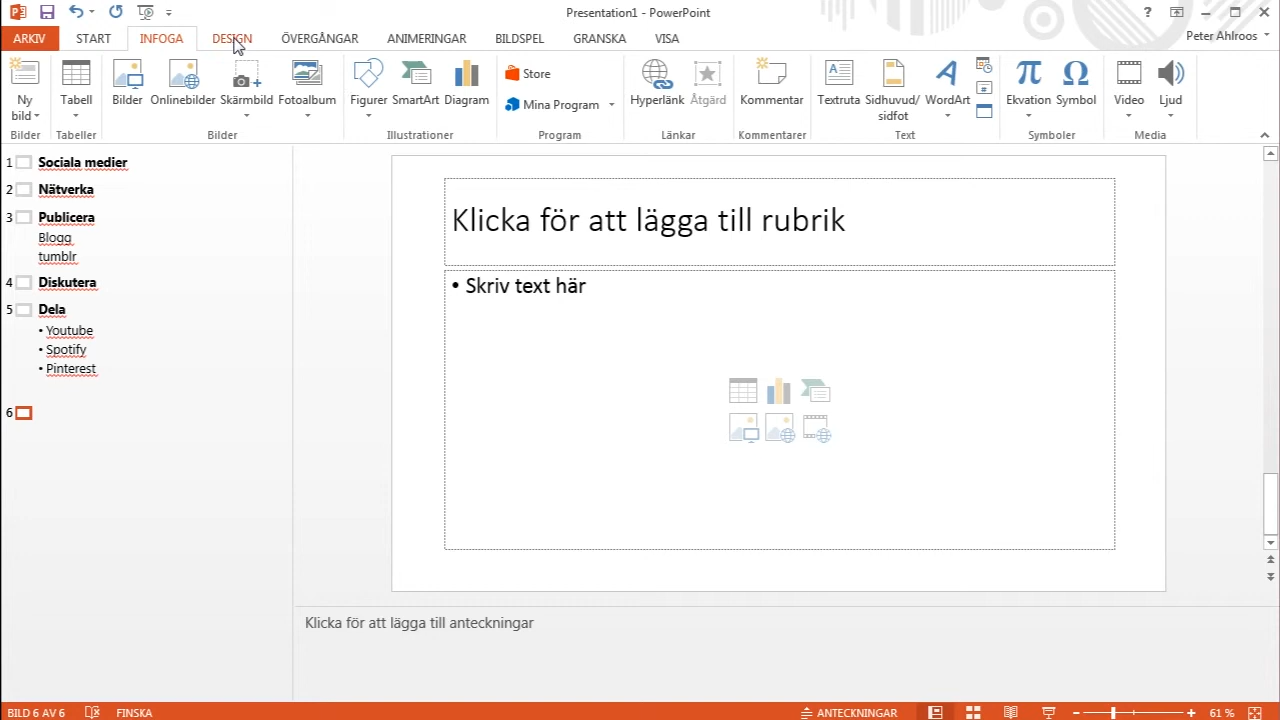 Presentation1 - PowerPoint
?
ARKIV START INFOGA DESIGN ÖVERGÅNGAR ANIMERINGAR BILDSPEL GRANSKA VISA
Peter Ahlroos
Ny bild
Tabell
Bilder
Onlinebilder
Skärmbild
Fotoalbum
Figurer
SmartArt
Diagram
Store
Mina Program
Hyperlänk
Åtgärd
Kommentar
Textruta
Sidhuvud/
sidfot
WordArt
Ekvation
Symbol
Video
Ljud
Bilder Tabeller Bilder Illustrationer Program Länkar Kommentarer Text Symboler Media
1 Sociala medier
2 Nätverka
3 Publicera
Blogg
tumblr
4 Diskutera
5 Dela
• Youtube
• Spotify
• Pinterest
6
Klicka för att lägga till rubrik
• Skriv text här
Klicka för att lägga till anteckningar
BILD 6 AV 6 FINSKA ANTECKNINGAR 61 %